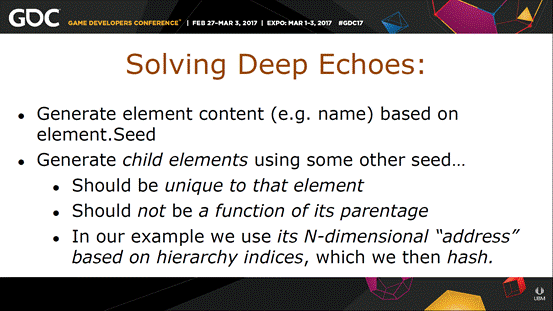 GDC GAME DEVELOPERS CONFERENCE® | FEB 27-MAR 3, 2017 | EXPO: MAR 1-3, 2017 #GDC17
Solving Deep Echoes:
• Generate element content (e.g. name) based on
element.Seed
• Generate child elements using some other seed…
• Should be unique to that element
• Should not be a function of its parentage
• In our example we use its N-dimensional “address”
based on hierarchy indices, which we then hash.
UBM